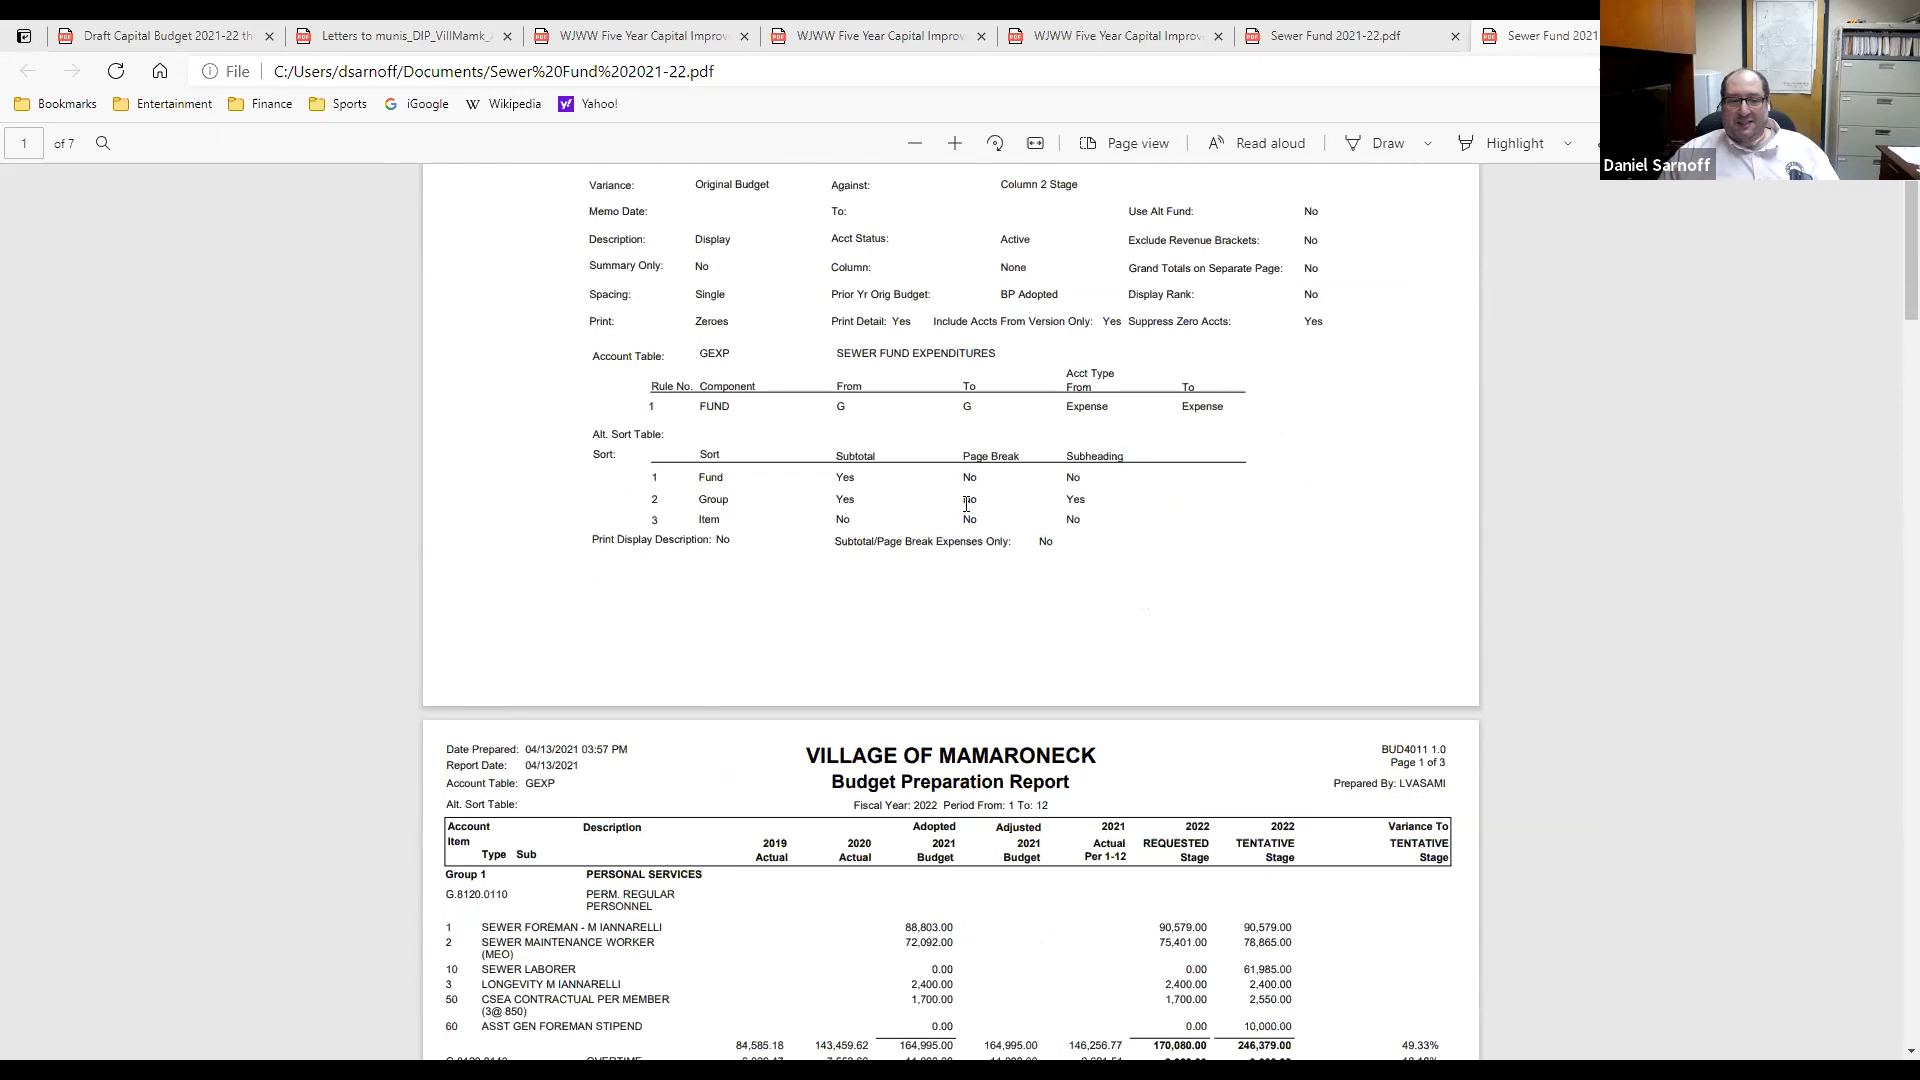 Draft Capital Budget 2021-22 th
Letters to munis_DIP_VillMamk_
WJWW Five Year Capital Improv
WJWW Five Year Capital Improv
WJWW Five Year Capital Improv
Sewer Fund 2021-22.pdf
Sewer Fund 2021
File C:/Users/dsarnoff/Documents/Sewer%20Fund%202021-22.pdf
Bookmarks Entertainment Finance Sports iGoogle Wikipedia Yahoo!
1 of 7 Page view Read aloud Draw Highlight
Daniel Sarnoff
Variance: Original Budget Against: Column 2 Stage
Memo Date: To: Use Alt Fund: No
Description: Display Acct Status: Active Exclude Revenue Brackets: No
Summary Only: No Column: None Grand Totals on Separate Page: No
Spacing: Single Prior Yr Orig Budget: BP Adopted Display Rank: No
Print: Zeroes Print Detail: Yes Include Accts From Version Only: Yes Suppress Zero Accts: Yes
Account Table: GEXP SEWER FUND EXPENDITURES
Acct Type
Rule No. Component From To From To
1 FUND G G Expense Expense
Alt. Sort Table:
Sort: Sort Subtotal Page Break Subheading
1 Fund Yes No No
2 Group Yes No Yes
3 Item No No No
Print Display Description: No Subtotal/Page Break Expenses Only: No
Date Prepared: 04/13/2021 03:57 PM
Report Date: 04/13/2021
Account Table: GEXP
Alt. Sort Table:
VILLAGE OF MAMARONECK
Budget Preparation Report
Fiscal Year: 2022 Period From: 1 To: 12
BUD4011 1.0
Page 1 of 3
Prepared By: LVASAMI
Account Description Adopted Adjusted 2021 2022 2022 Variance To
Item 2019 2020 2021 2021 Actual REQUESTED TENTATIVE TENTATIVE
Type Sub Actual Actual Budget Budget Per 1-12 Stage Stage Stage
Group 1 PERSONAL SERVICES
G.8120.0110 PERM. REGULAR
PERSONNEL
1 SEWER FOREMAN - M IANNARELLI 88,803.00 90,579.00 90,579.00
2 SEWER MAINTENANCE WORKER 72,092.00 75,401.00 78,865.00
(MEO)
10 SEWER LABORER 0.00 0.00 61,985.00
3 LONGEVITY M IANNARELLI 2,400.00 2,400.00 2,400.00
50 CSEA CONTRACTUAL PER MEMBER 1,700.00 1,700.00 2,550.00
(3@ 850)
60 ASST GEN FOREMAN STIPEND 0.00 0.00 10,000.00
84,585.18 143,459.62 164,995.00 164,995.00 146,256.77 170,080.00 246,379.00 49.33%